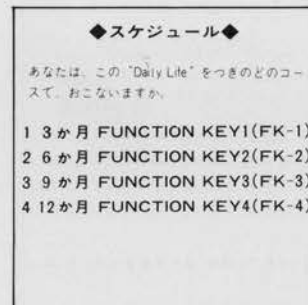 ◆スケジュール◆
あなたは、この "Daily Life" をつぎのどのコー
スで、おこないますか。
1 3か月 FUNCTION KEY1(FK-1)
2 6か月 FUNCTION KEY2(FK-2)
3 9か月 FUNCTION KEY3(FK-3)
4 12か月 FUNCTION KEY4(FK-4)